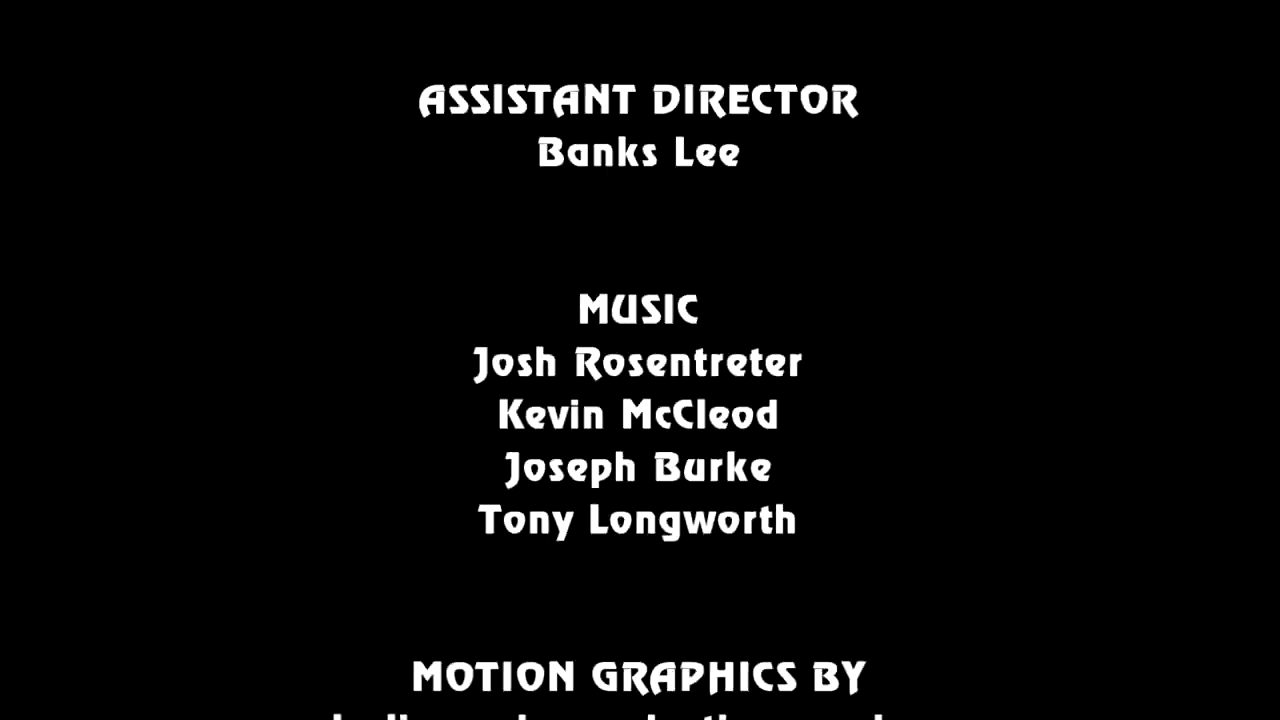 ASSISTANT DIRECTOR
Banks Lee
MUSIC
Josh Rosentreter
Kevin McCleod
Joseph Burke
Tony Longworth
MOTION GRAPHICS BY